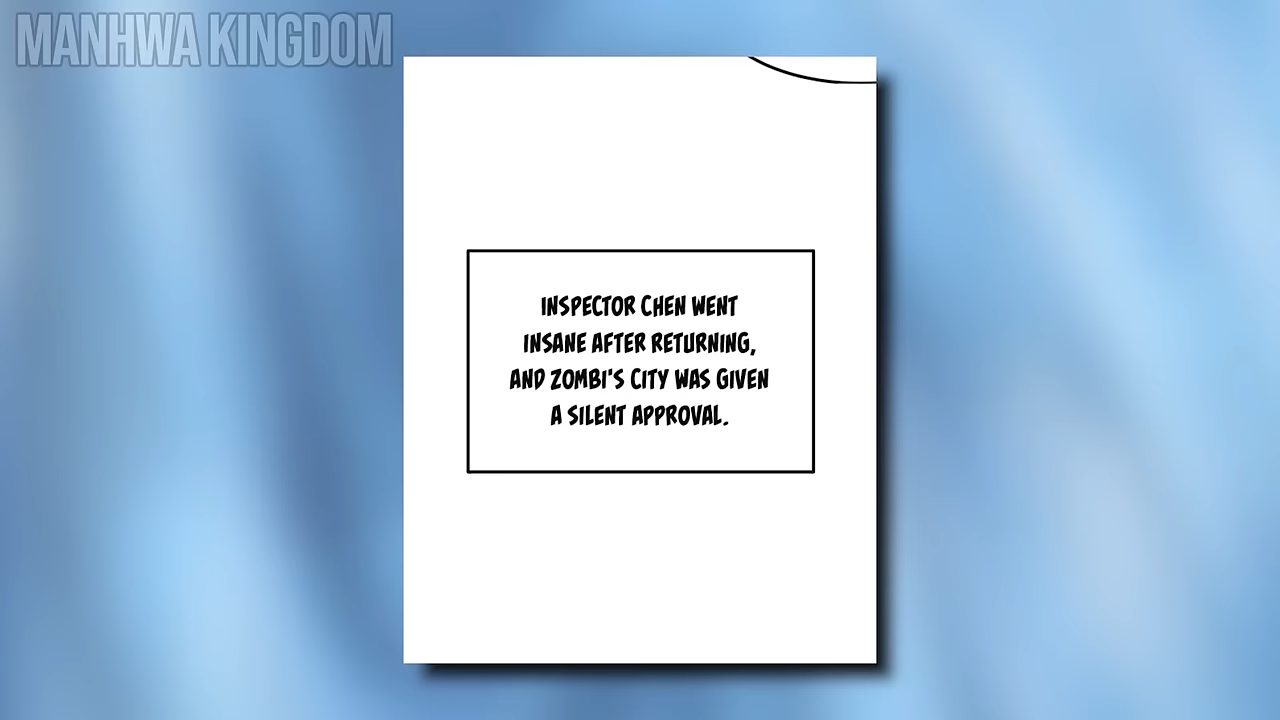 MANHWA KINGDOM
INSPECTOR CHEN WENT
INSANE AFTER RETURNING,
AND ZOMBI'S CITY WAS GIVEN
A SILENT APPROVAL.